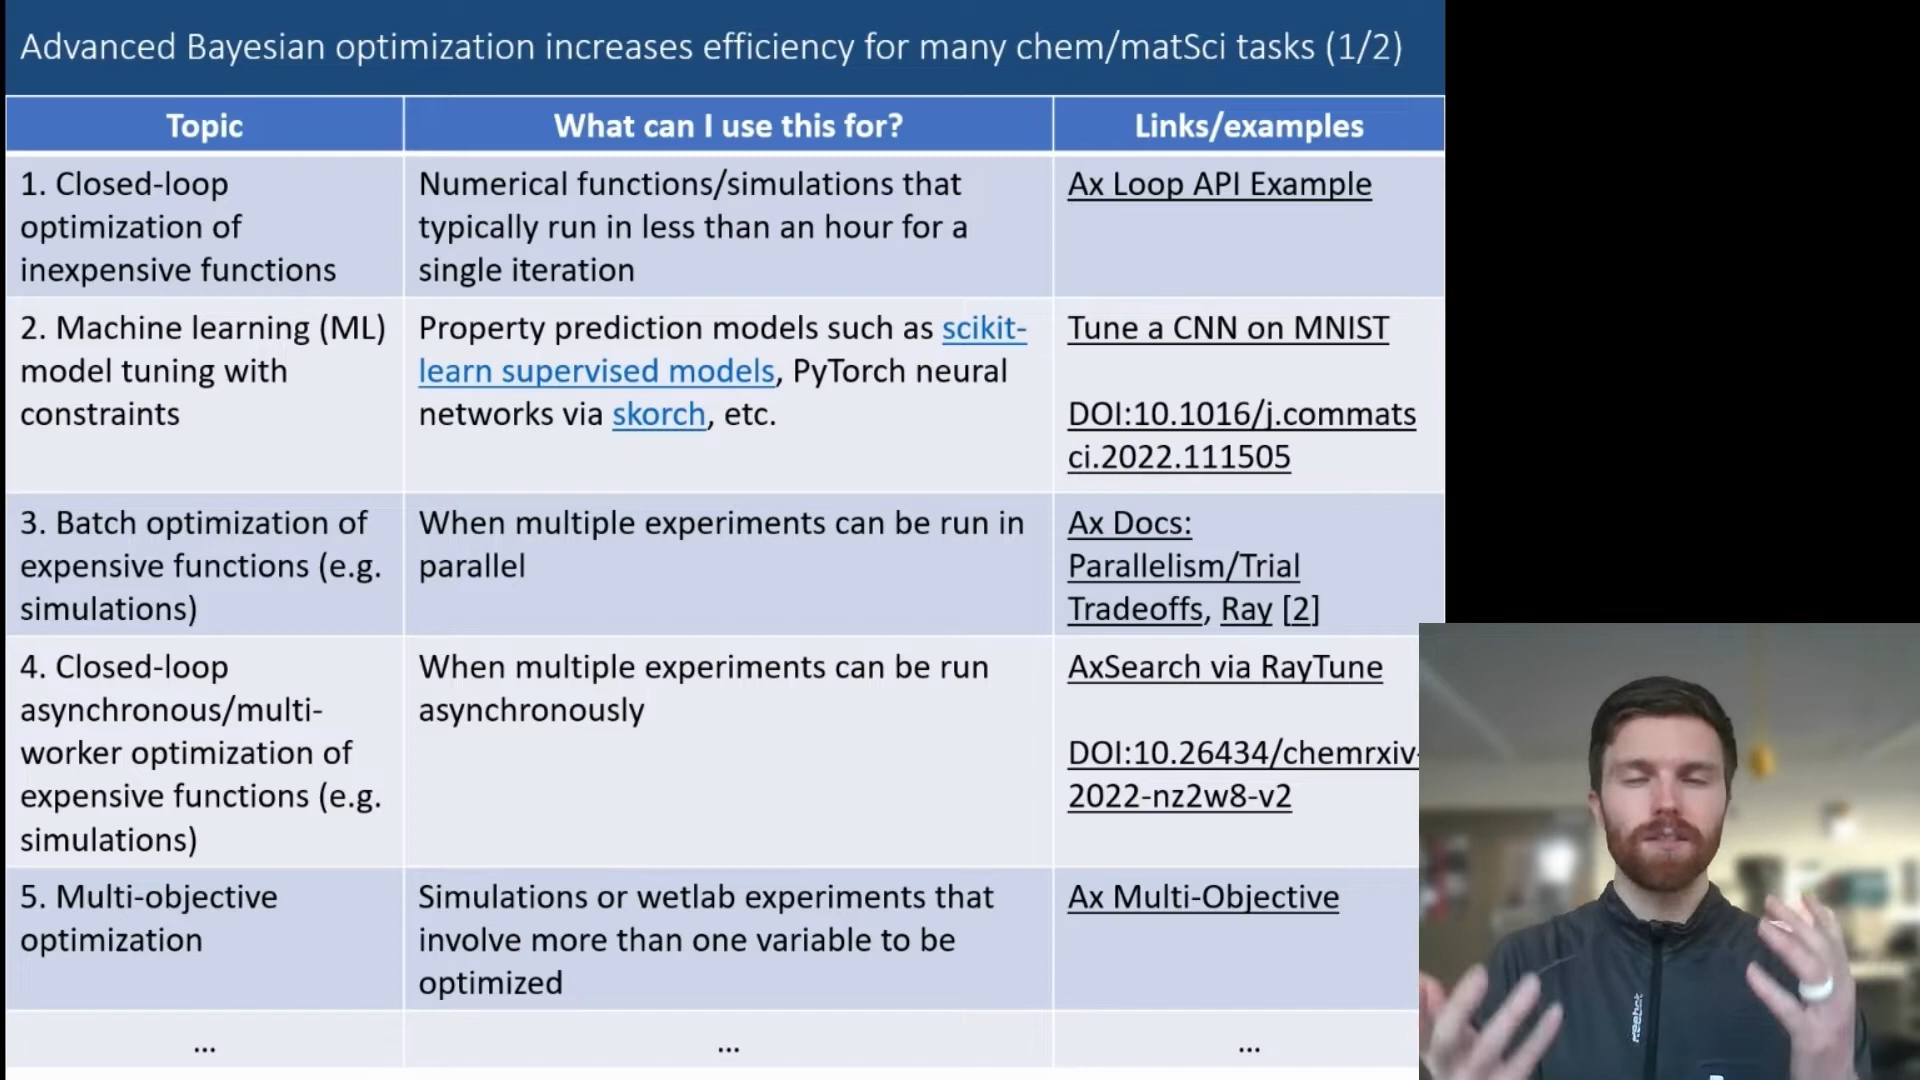 Advanced Bayesian optimization increases efficiency for many chem/matSci tasks (1/2)
Topic
What can I use this for?
Links/examples
1. Closed-loop
optimization of
inexpensive functions
Numerical functions/simulations that
typically run in less than an hour for a
single iteration
Ax Loop API Example
2. Machine learning (ML)
model tuning with
constraints
Property prediction models such as scikit-
learn supervised models, PyTorch neural
networks via skorch, etc.
Tune a CNN on MNIST
DOI:10.1016/j.commats
ci.2022.111505
3. Batch optimization of
expensive functions (e.g.
simulations)
When multiple experiments can be run in
parallel
Ax Docs:
Parallelism/Trial
Tradeoffs, Ray [2]
4. Closed-loop
asynchronous/multi-
worker optimization of
expensive functions (e.g.
simulations)
When multiple experiments can be run
asynchronously
AxSearch via RayTune
DOI:10.26434/chemrxiv-
2022-nz2w8-v2
5. Multi-objective
optimization
Simulations or wetlab experiments that
involve more than one variable to be
optimized
Ax Multi-Objective
...
...
...
Reebok